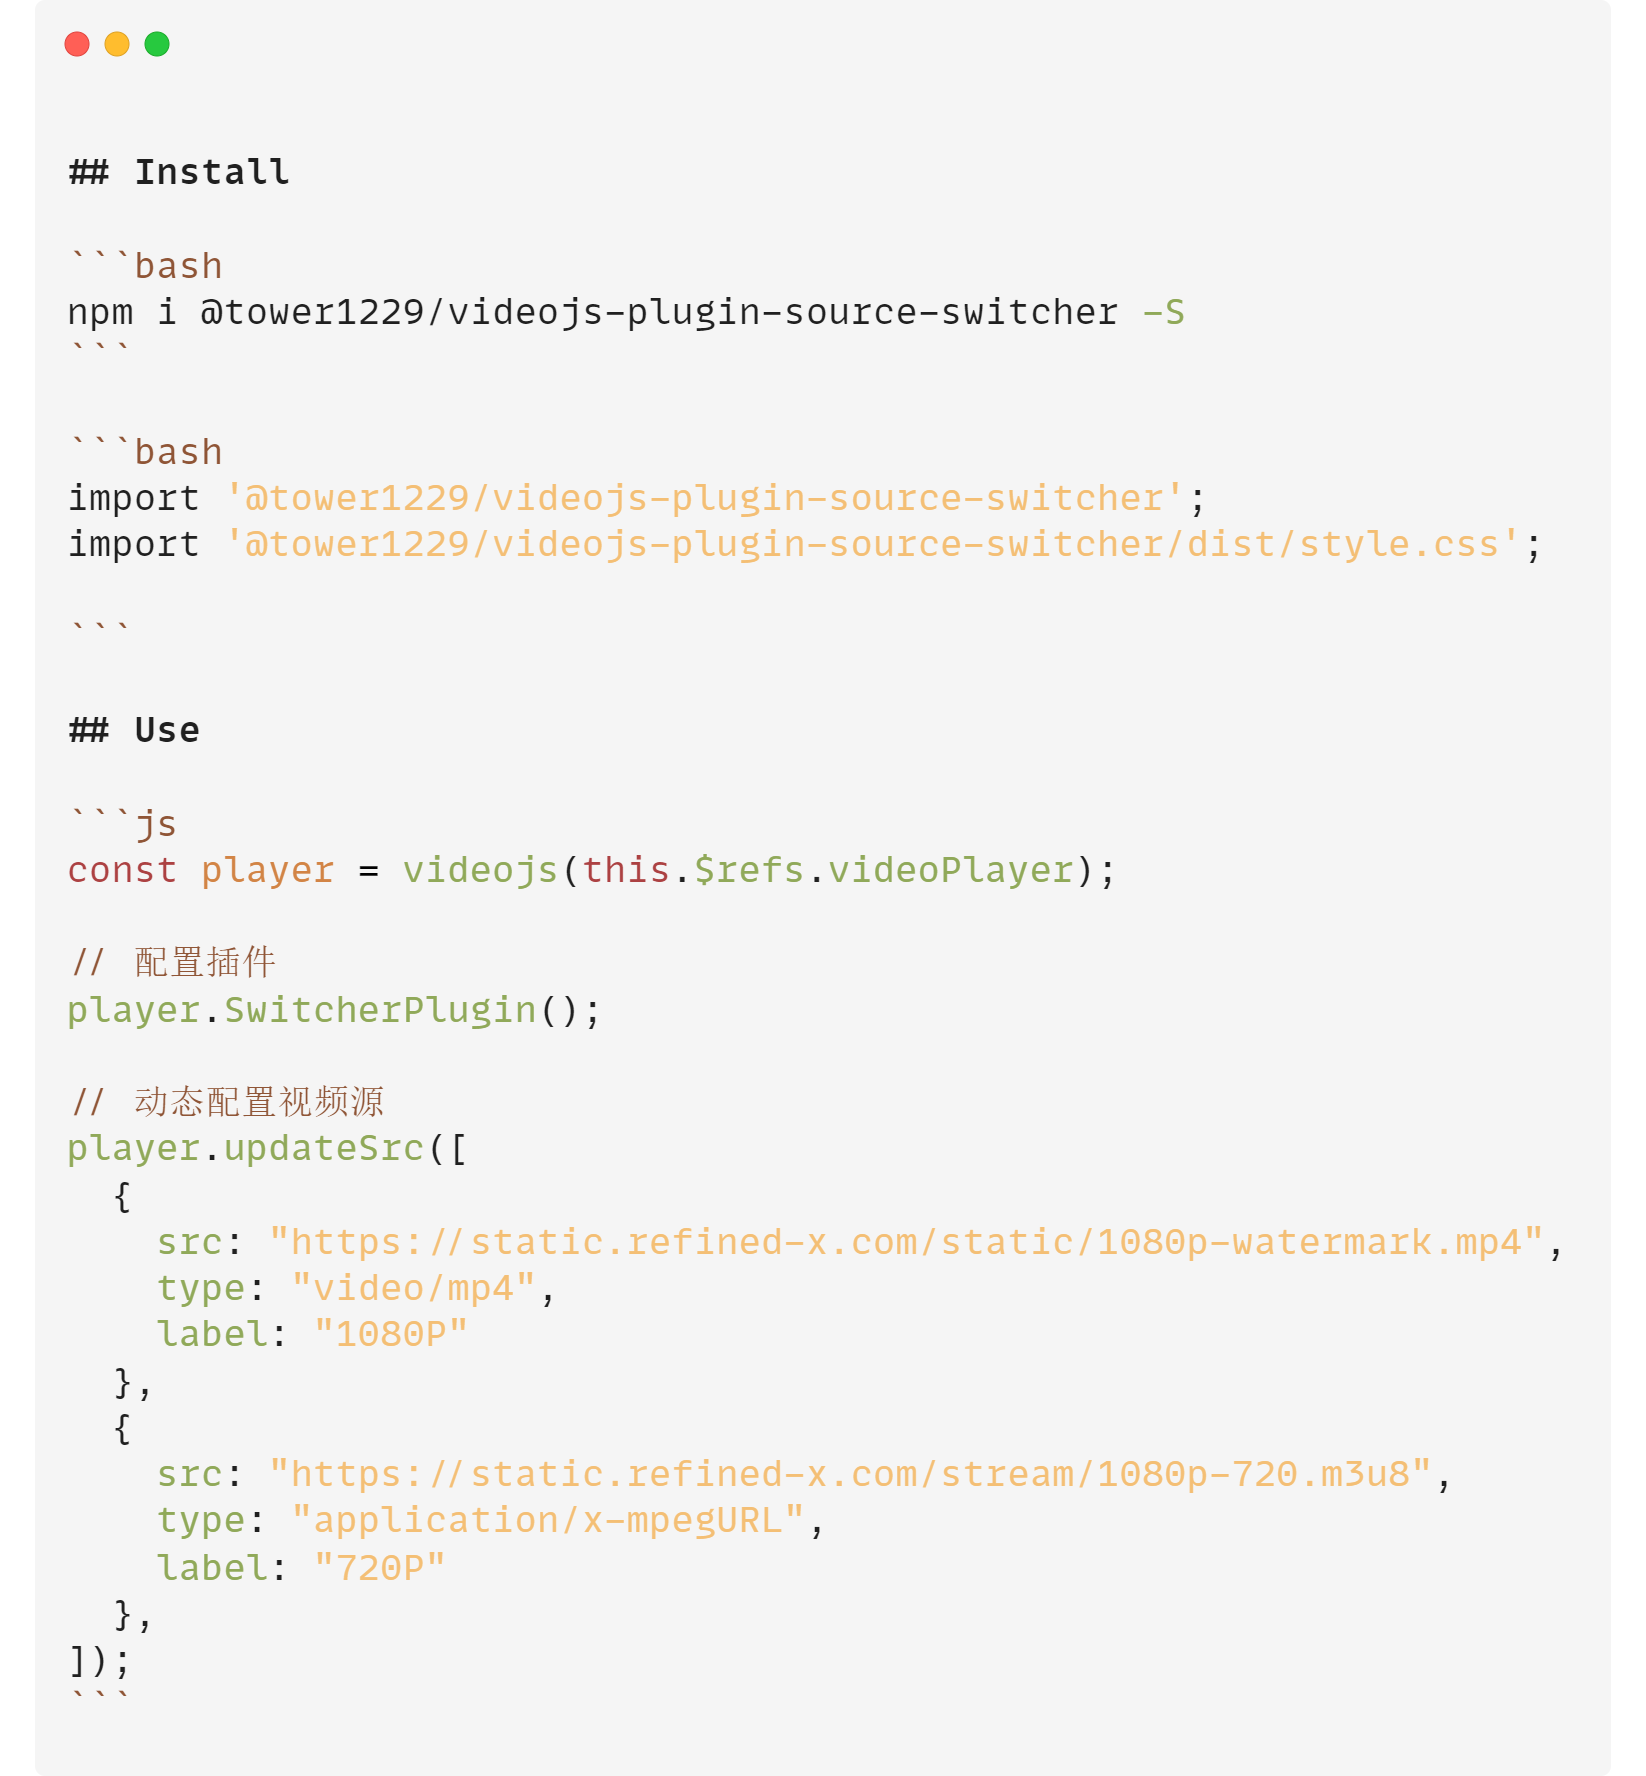 ## Install
```bash
npm i @tower1229/videojs-plugin-source-switcher -S
```
```bash
import '@tower1229/videojs-plugin-source-switcher';
import '@tower1229/videojs-plugin-source-switcher/dist/style.css';
```
## Use
```js
const player = videojs(this.$refs.videoPlayer);
// 配置插件
player.SwitcherPlugin();
// 动态配置视频源
player.updateSrc([
  {
    src: "https://static.refined-x.com/static/1080p-watermark.mp4",
    type: "video/mp4",
    label: "1080P"
  },
  {
    src: "https://static.refined-x.com/stream/1080p-720.m3u8",
    type: "application/x-mpegURL",
    label: "720P"
  },
]);
```